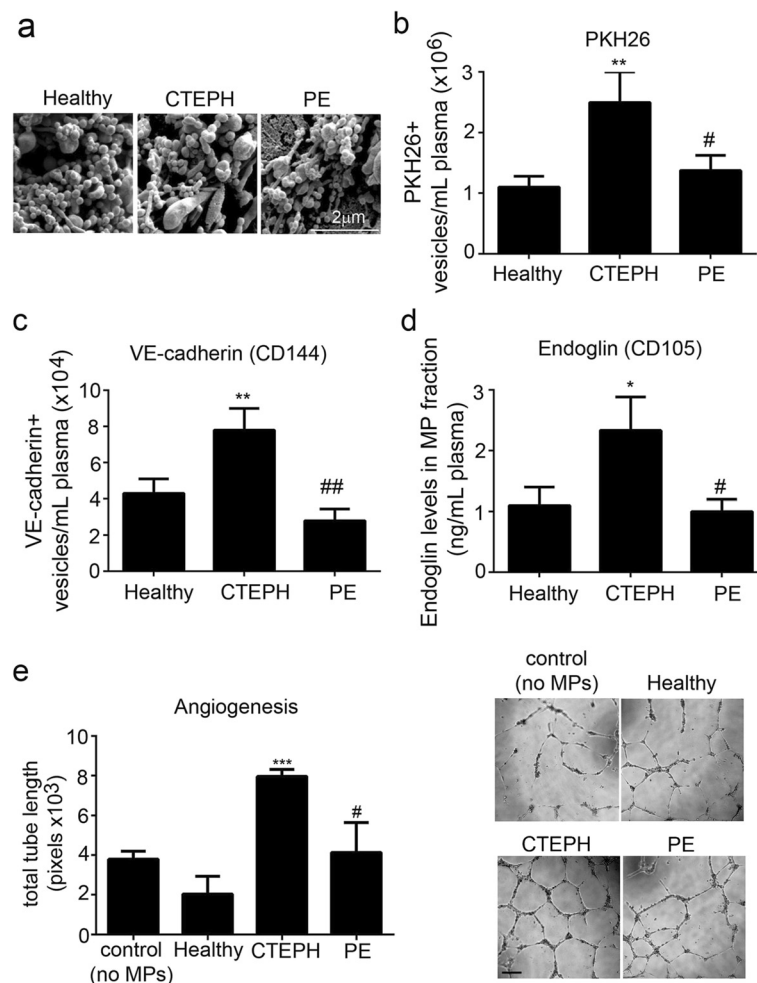 a
Healthy
CTEPH
PE
2μm
b
PKH26
PKH26+
vesicles/mL plasma (x10⁶)
3
2
1
0
**
#
Healthy
CTEPH
PE
c
VE-cadherin (CD144)
VE-cadherin+
vesicles/mL plasma (x10⁴)
10
8
6
4
2
0
**
##
Healthy
CTEPH
PE
d
Endoglin (CD105)
Endoglin levels in MP fraction
(ng/mL plasma)
3
2
1
0
*
#
Healthy
CTEPH
PE
e
Angiogenesis
total tube length
(pixels x10³)
10
8
6
4
2
0
***
#
control
(no MPs)
Healthy
CTEPH
PE
control
(no MPs)
Healthy
CTEPH
PE